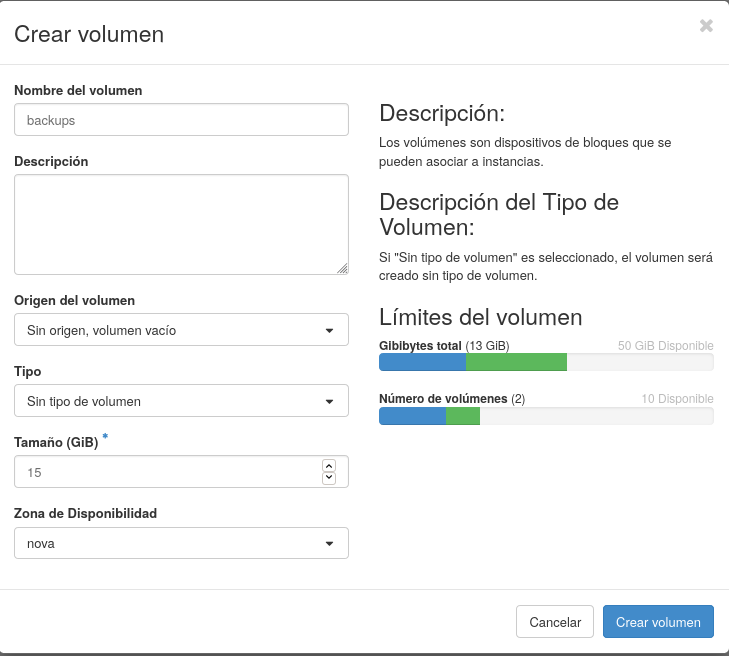 Crear volumen
×
Nombre del volumen
backups
Descripción
Origen del volumen
Sin origen, volumen vacío
Tipo
Sin tipo de volumen
Tamaño (GiB) *
15
Zona de Disponibilidad
nova
Descripción:
Los volúmenes son dispositivos de bloques que se
pueden asociar a instancias.
Descripción del Tipo de
Volumen:
Si "Sin tipo de volumen" es seleccionado, el volumen será
creado sin tipo de volumen.
Límites del volumen
Gibibytes total (13 GiB) 50 GiB Disponible
Número de volúmenes (2) 10 Disponible
Cancelar
Crear volumen